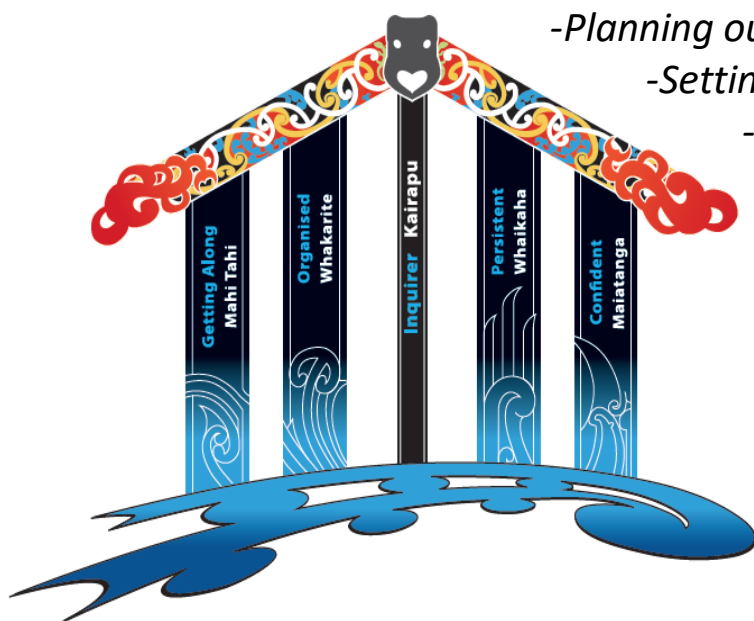 -Planning ou
-Settin
-
Getting Along
Mahi Tahi
Organised
Whakarite
Inquirer Kairapu
Persistent
Whaikaha
Confident
Maiatanga